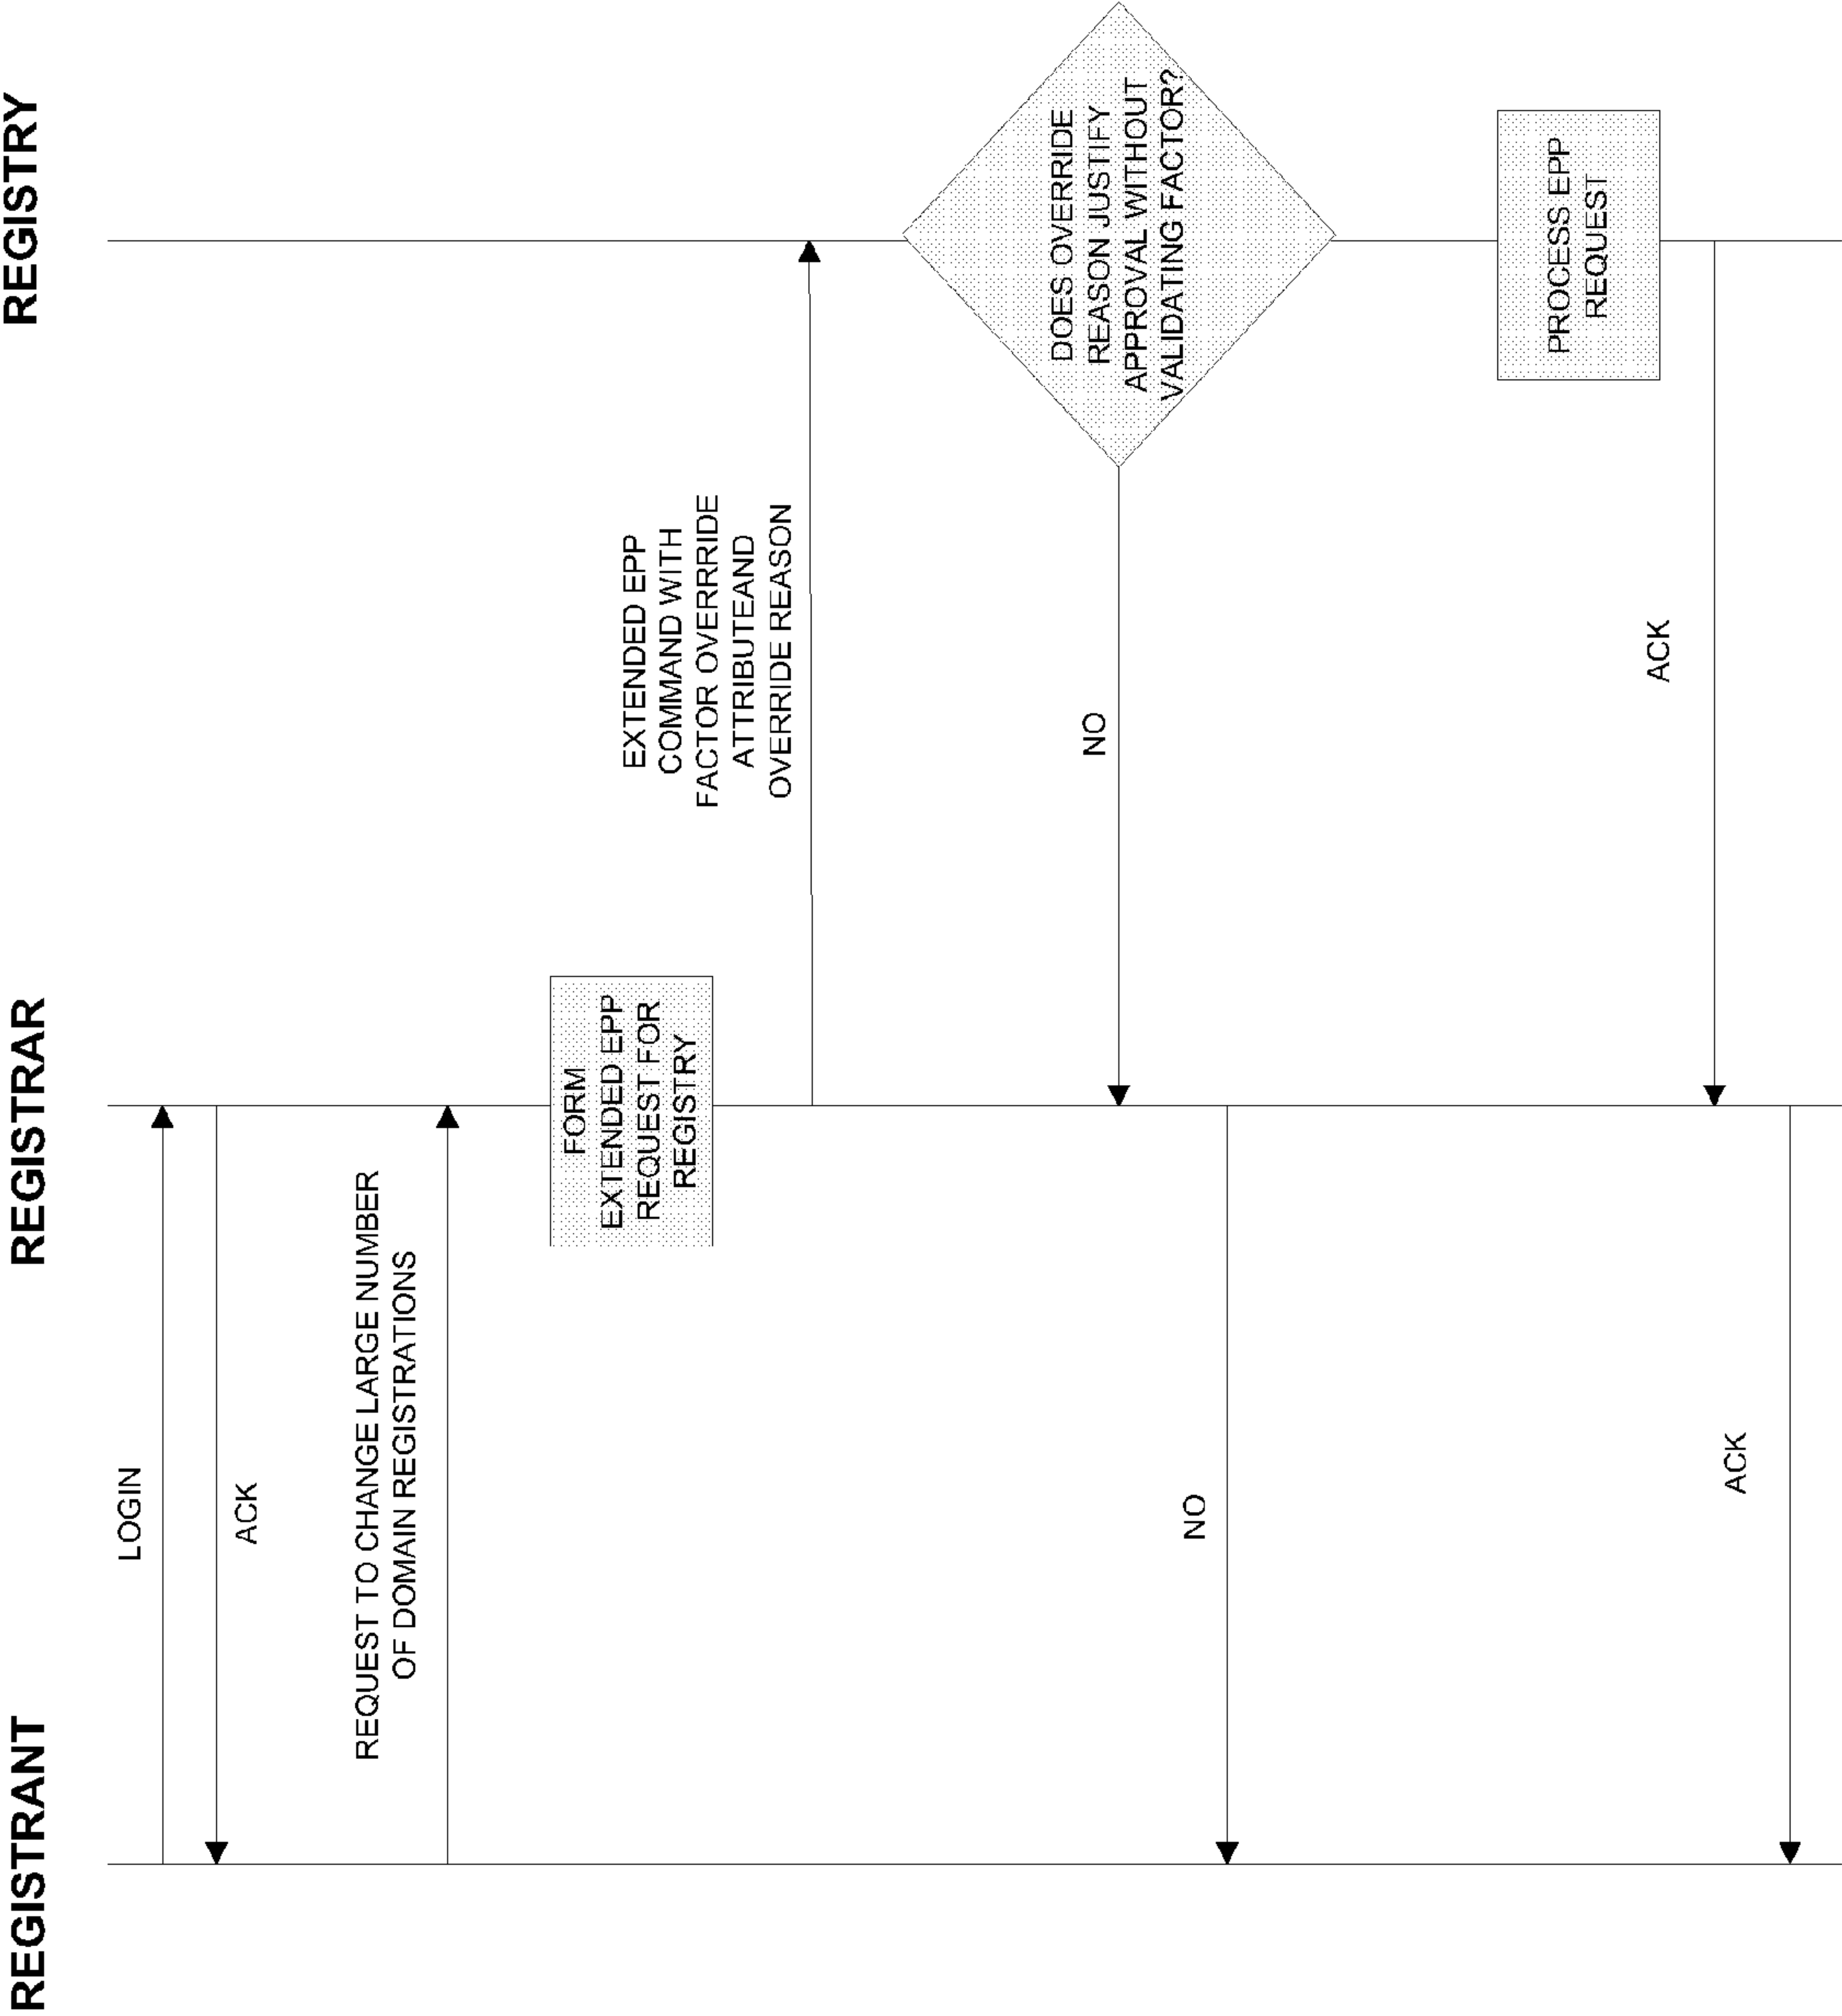 REGISTRANT
REGISTRAR
REGISTRY
LOGIN
ACK
REQUEST TO CHANGE LARGE NUMBER
OF DOMAIN REGISTRATIONS
FORM
EXTENDED EPP
REQUEST FOR
REGISTRY
EXTENDED EPP
COMMAND WITH
FACTOR OVERRRIDE
ATTRIBUTEAND
OVERRIDE REASON
DOES OVERRIDE
REASON JUSTIFY
APPROVAL WITHOUT
VALIDATING FACTOR?
NO
NO
PROCESS EPP
REQUEST
ACK
ACK